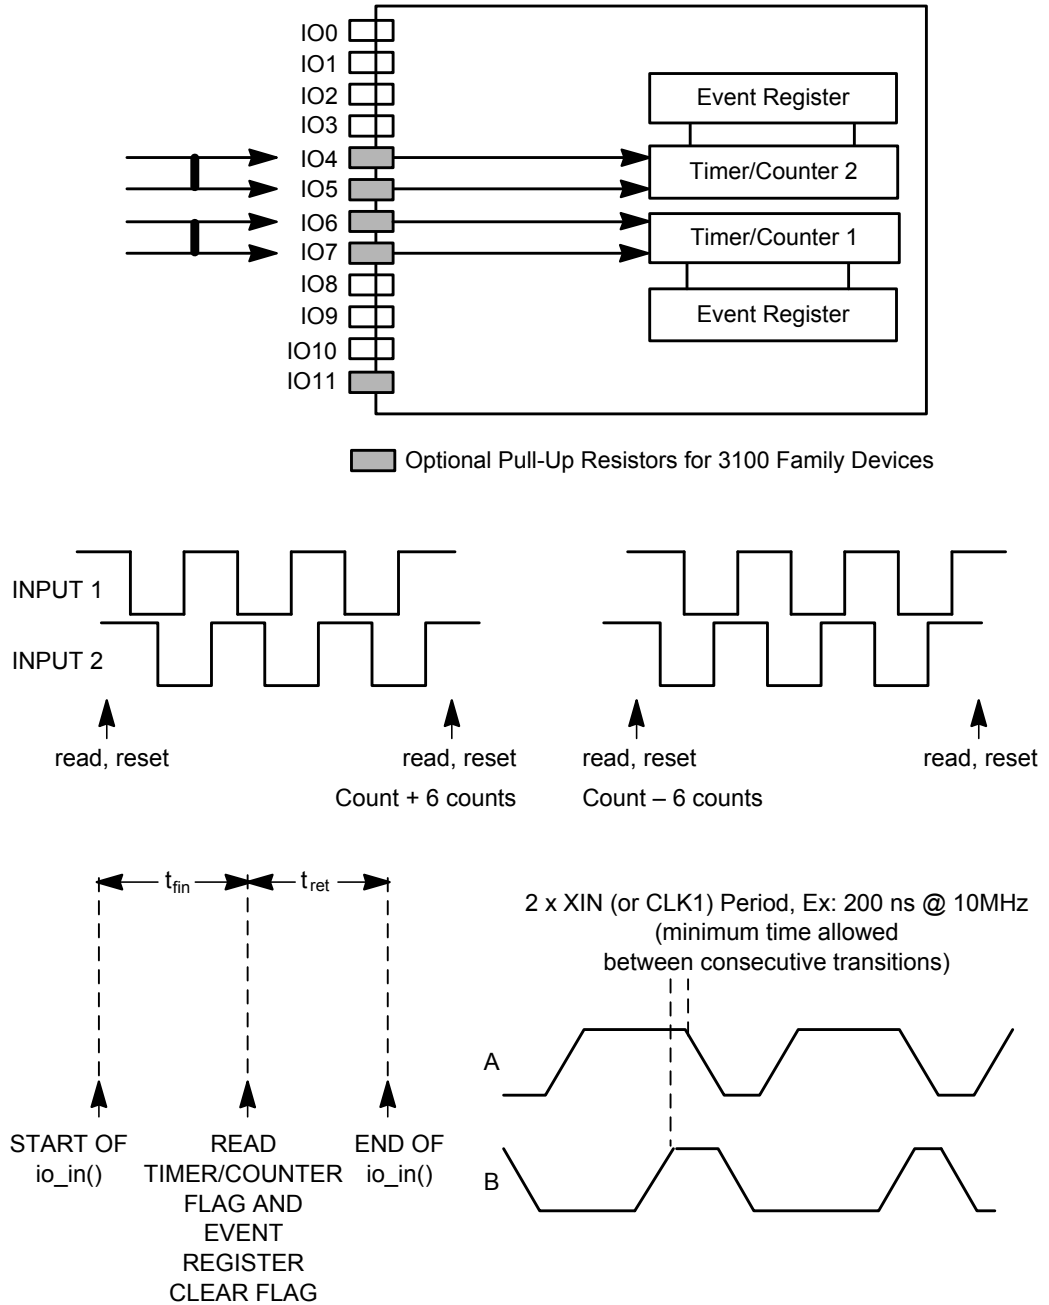 IO0
IO1
IO2
IO3
IO4
IO5
IO6
IO7
IO8
IO9
IO10
IO11
Event Register
Timer/Counter 2
Timer/Counter 1
Event Register
Optional Pull-Up Resistors for 3100 Family Devices
INPUT 1
INPUT 2
read, reset
read, reset
read, reset
read, reset
Count + 6 counts
Count – 6 counts
tfin
tret
START OF
io_in()
READ
TIMER/COUNTER
FLAG AND
EVENT
REGISTER
CLEAR FLAG
END OF
io_in()
2 x XIN (or CLK1) Period, Ex: 200 ns @ 10MHz
(minimum time allowed
between consecutive transitions)
A
B